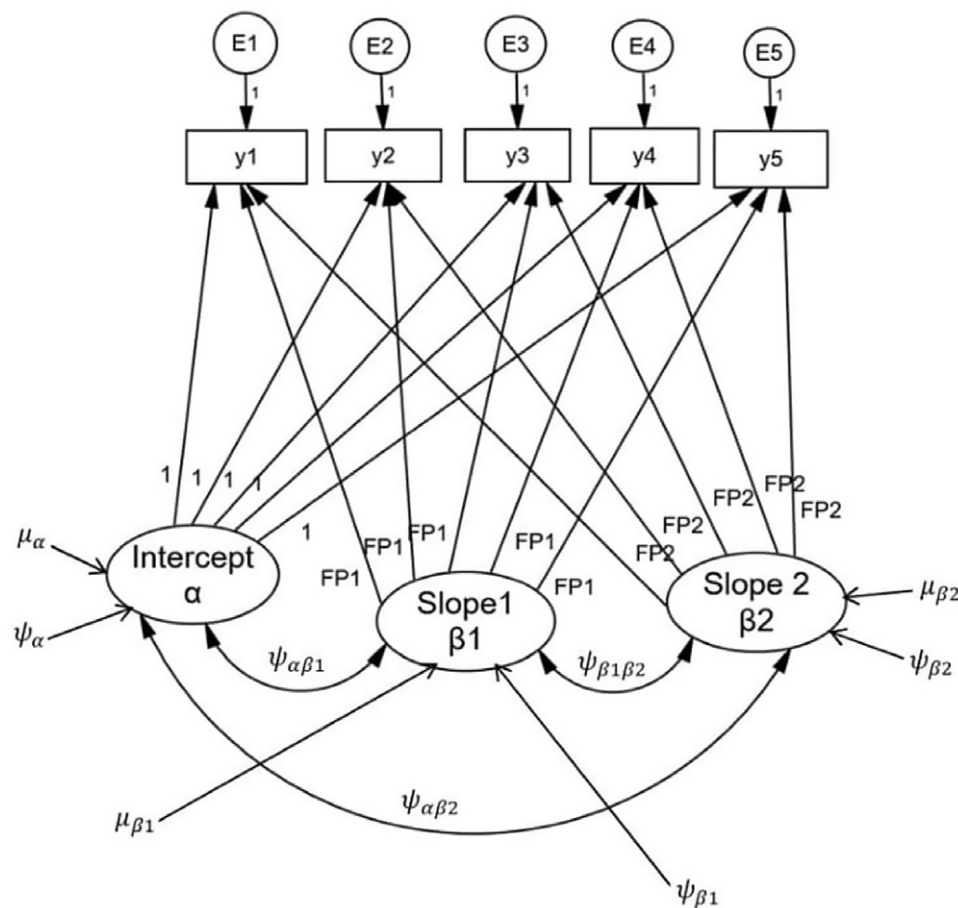 E1 E2 E3 E4 E5
1 1 1 1 1
y1 y2 y3 y4 y5
1 1 1 1 1
FP1 FP1 FP1 FP1 FP1
FP2 FP2 FP2 FP2 FP2
μα
Intercept
α
ψα
Slope1
β1
Slope 2
β2
μβ2
ψβ2
ψαβ1
ψβ1β2
ψαβ2
μβ1
ψβ1